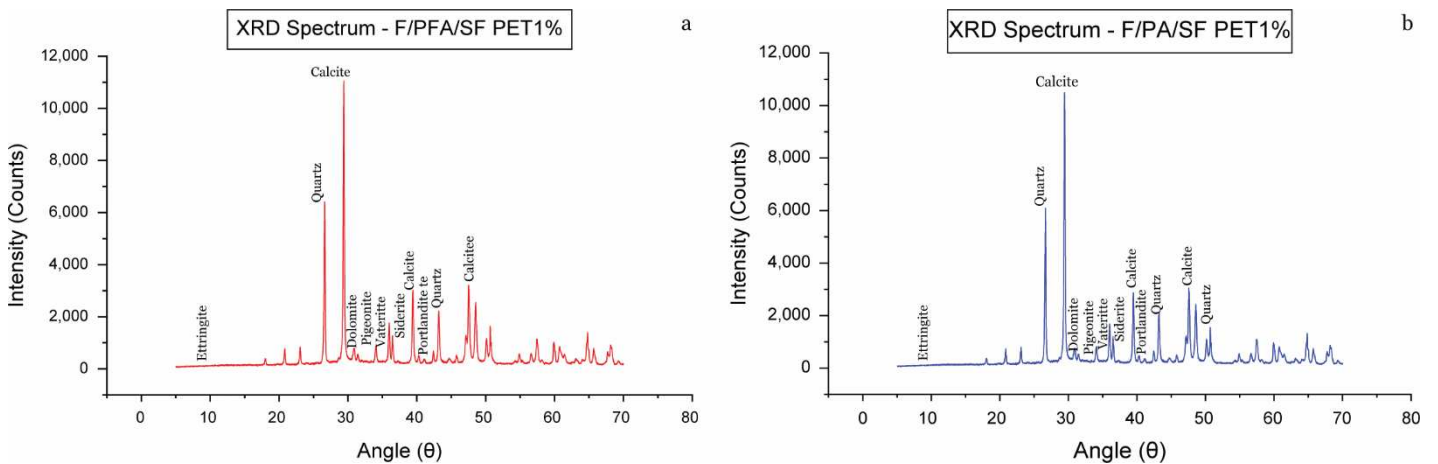 XRD Spectrum - F/PFA/SF PET1%
a
12,000
10,000
8,000
6,000
4,000
2,000
0
Intensity (Counts)
Ettringite
Quartz
Calcite
Dolomite
Pigeonite
Vateritte
Siderite
Calcite
Portlandite te
Quartz
Calcitee
0 10 20 30 40 50 60 70 80
Angle (θ)
XRD Spectrum - F/PA/SF PET1%
b
12,000
10,000
8,000
6,000
4,000
2,000
0
Intensity (Counts)
Ettringite
Quartz
Calcite
Dolomite
Pigeonite
Vateritte
Siderite
Calcite
Portlandite
Quartz
Calcite
Quartz
0 10 20 30 40 50 60 70 80
Angle (θ)